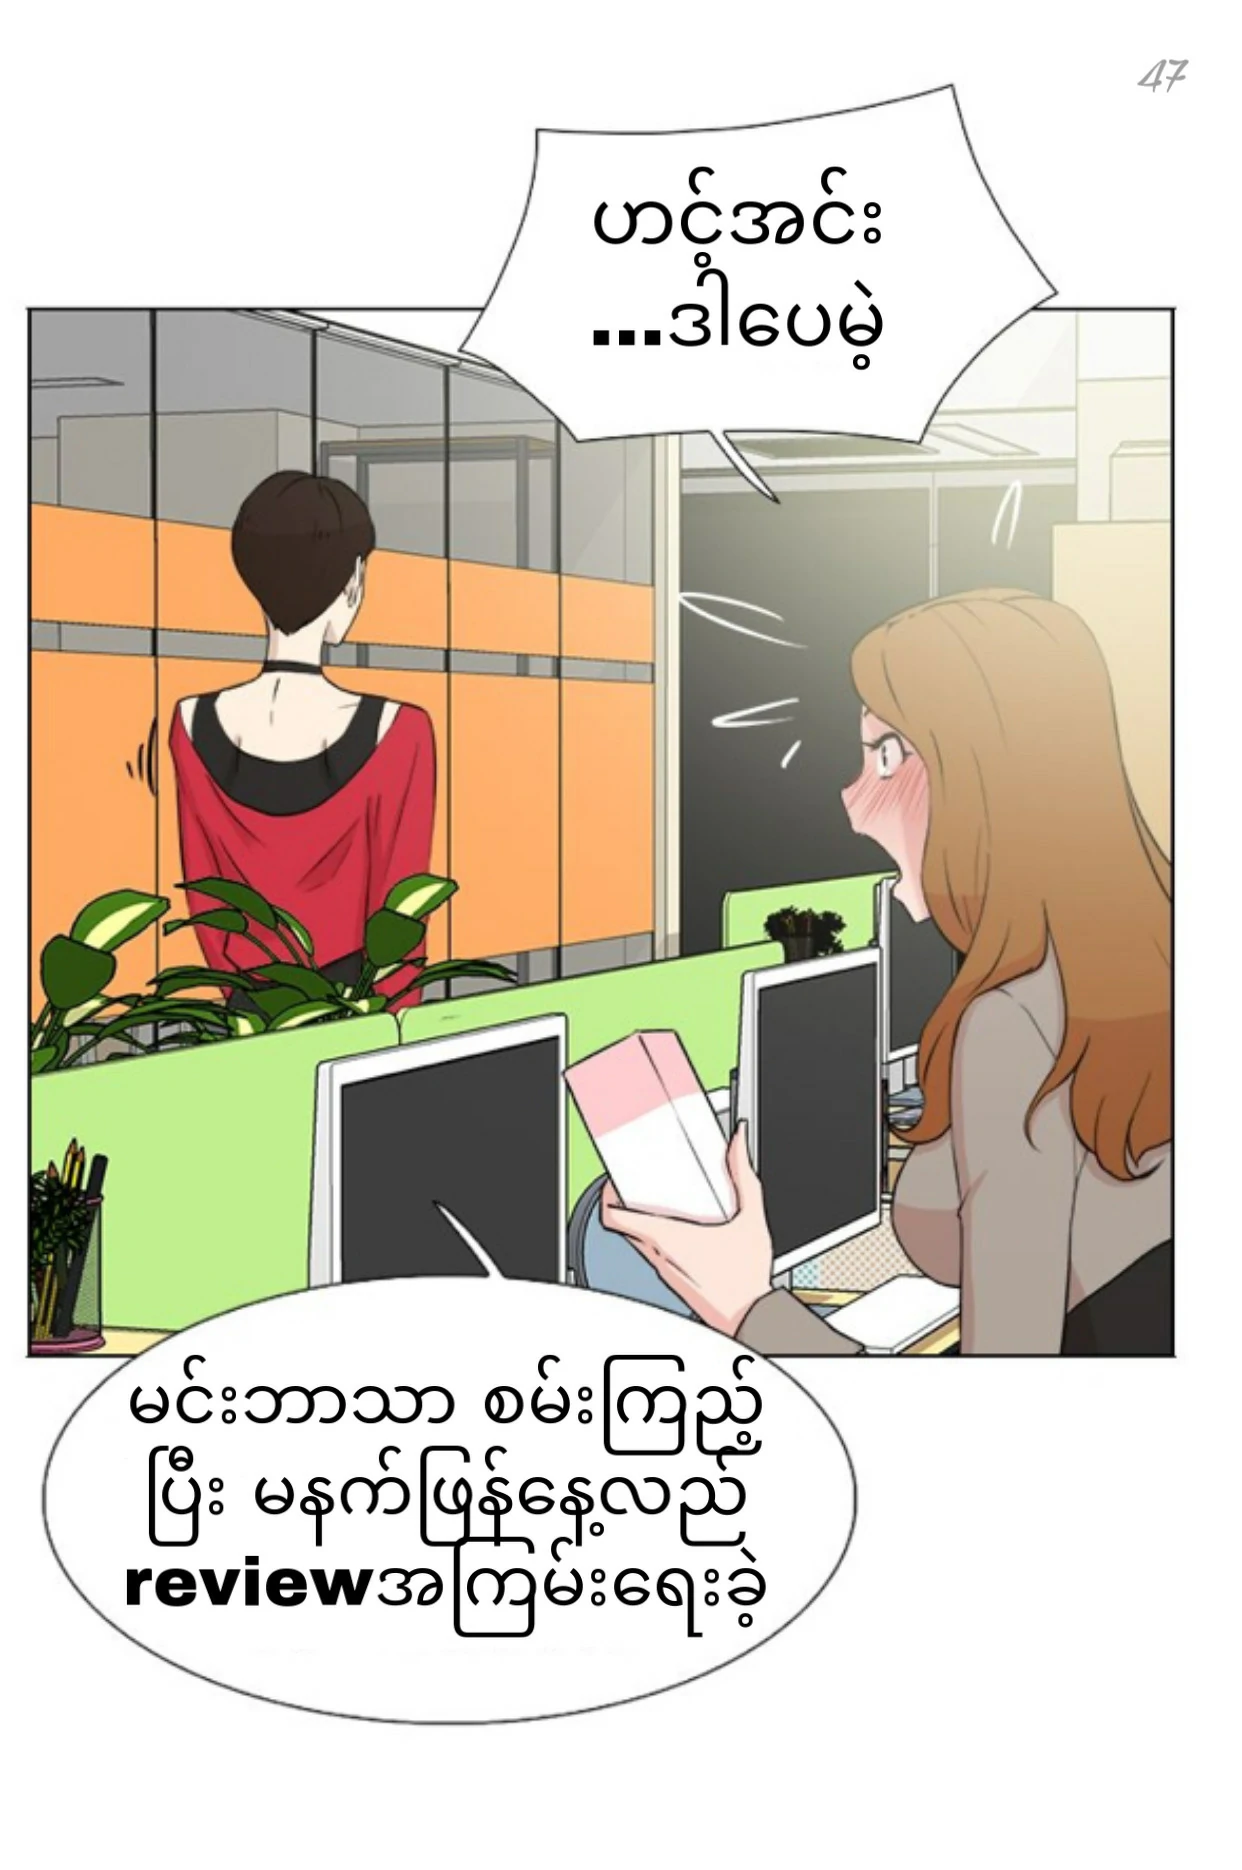 47
ဟင့်အင်း
...ဒါပေမဲ့
မင်းဘာသာ စမ်းကြည့်
ပြီး မနက်ဖြန်နေ့လည်
reviewအကြမ်းရေးခဲ့